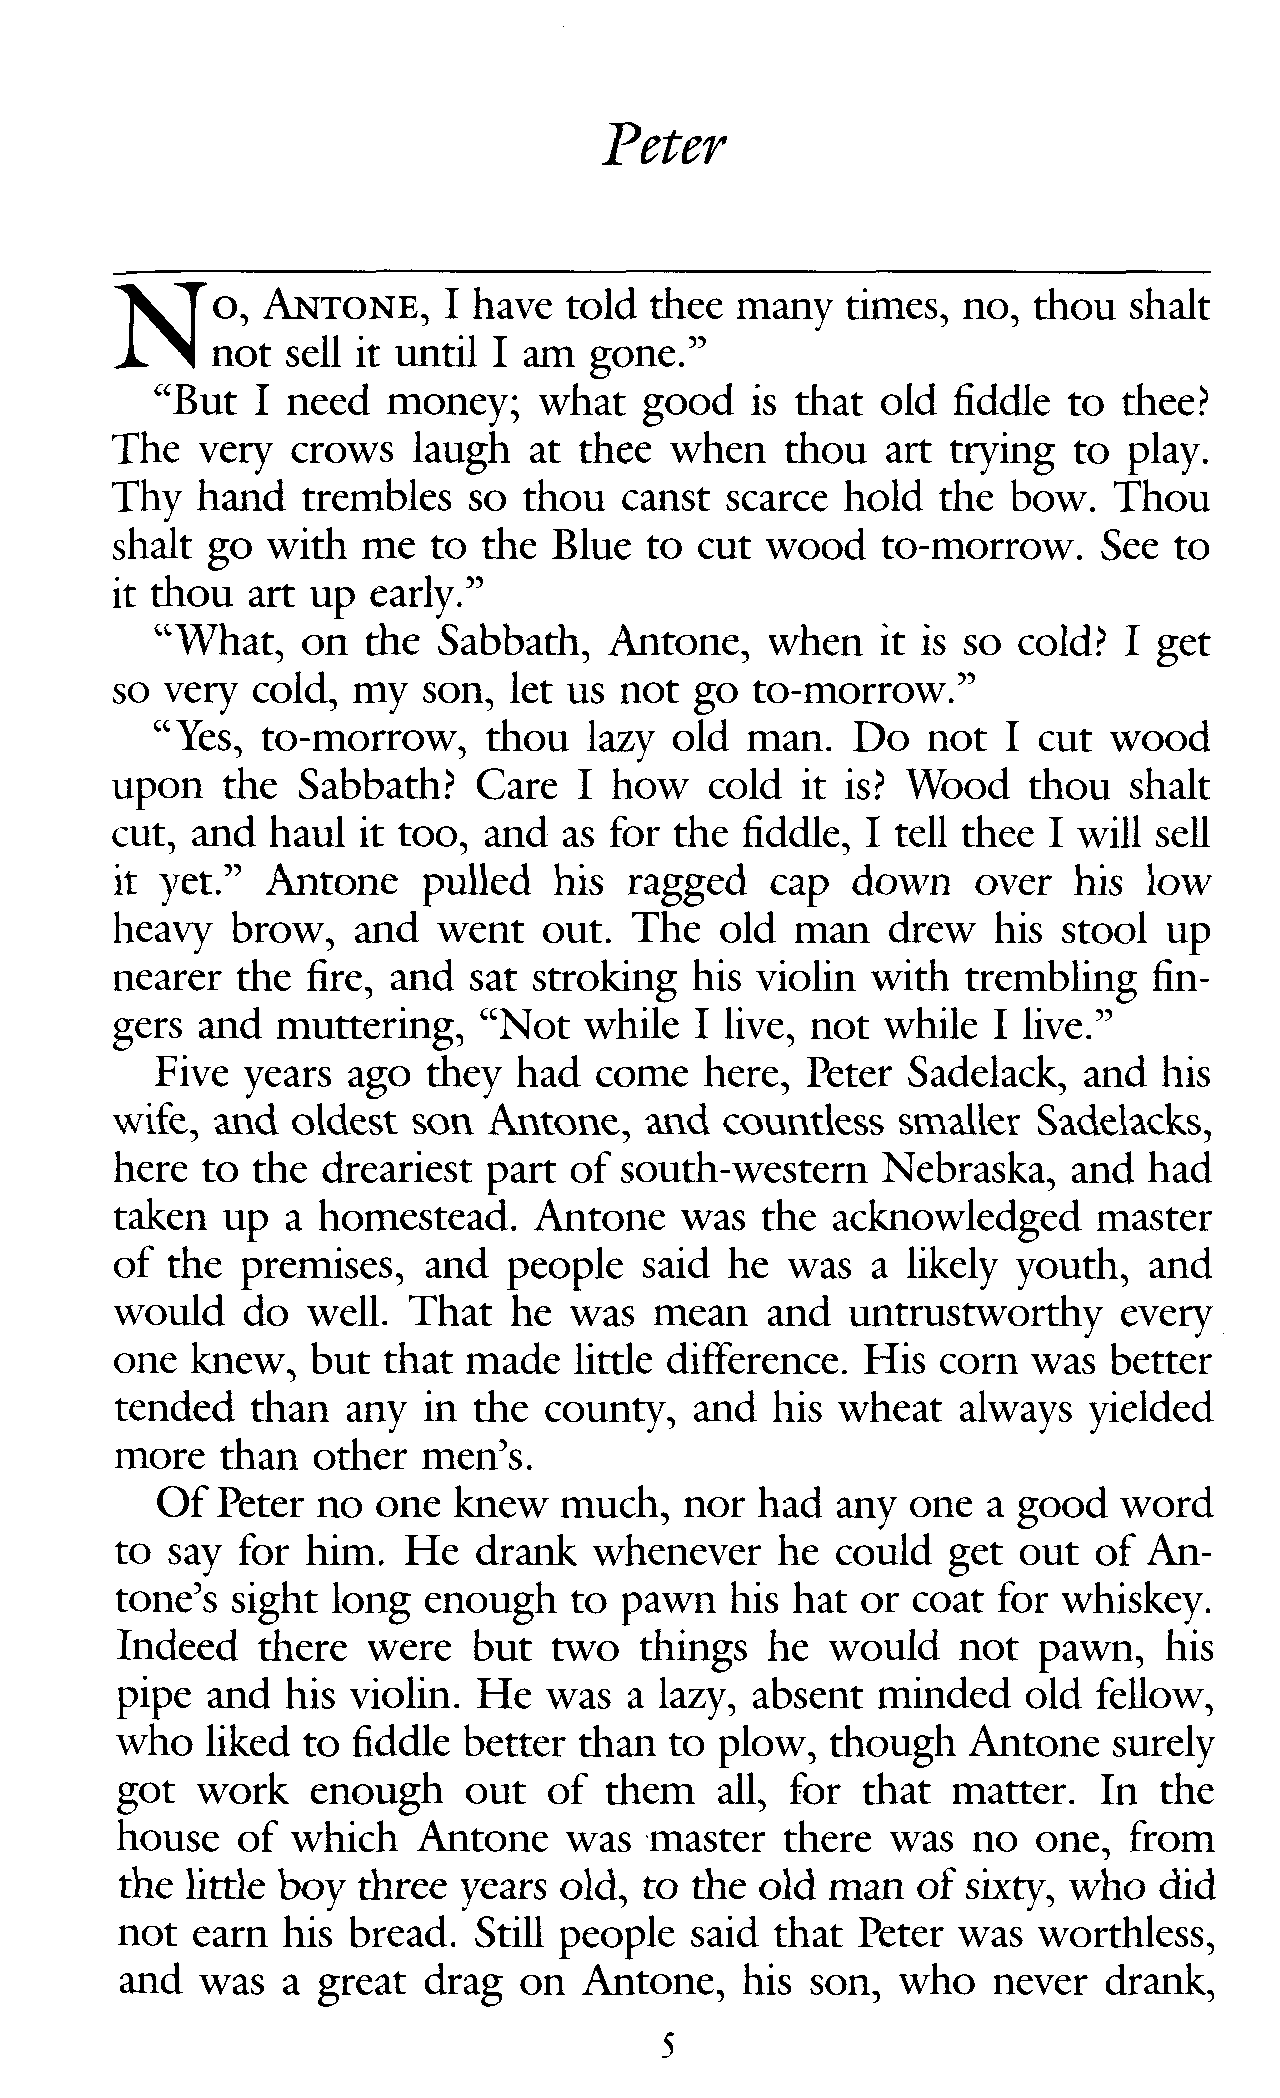 Peter
NO, ANTONE, I have told thee many times, no, thou shalt
not sell it until I am gone.”
“But I need money; what good is that old fiddle to thee?
The very crows laugh at thee when thou art trying to play.
Thy hand trembles so thou canst scarce hold the bow. Thou
shalt go with me to the Blue to cut wood to-morrow. See to
it thou art up early.”
“What, on the Sabbath, Antone, when it is so cold? I get
so very cold, my son, let us not go to-morrow.”
“Yes, to-morrow, thou lazy old man. Do not I cut wood
upon the Sabbath? Care I how cold it is? Wood thou shalt
cut, and haul it too, and as for the fiddle, I tell thee I will sell
it yet.” Antone pulled his ragged cap down over his low
heavy brow, and went out. The old man drew his stool up
nearer the fire, and sat stroking his violin with trembling fin-
gers and muttering, “Not while I live, not while I live.”
Five years ago they had come here, Peter Sadelack, and his
wife, and oldest son Antone, and countless smaller Sadelacks,
here to the dreariest part of south-western Nebraska, and had
taken up a homestead. Antone was the acknowledged master
of the premises, and people said he was a likely youth, and
would do well. That he was mean and untrustworthy every
one knew, but that made little difference. His corn was better
tended than any in the county, and his wheat always yielded
more than other men’s.
Of Peter no one knew much, nor had any one a good word
to say for him. He drank whenever he could get out of An-
tone’s sight long enough to pawn his hat or coat for whiskey.
Indeed there were but two things he would not pawn, his
pipe and his violin. He was a lazy, absent minded old fellow,
who liked to fiddle better than to plow, though Antone surely
got work enough out of them all, for that matter. In the
house of which Antone was master there was no one, from
the little boy three years old, to the old man of sixty, who did
not earn his bread. Still people said that Peter was worthless,
and was a great drag on Antone, his son, who never drank,
5